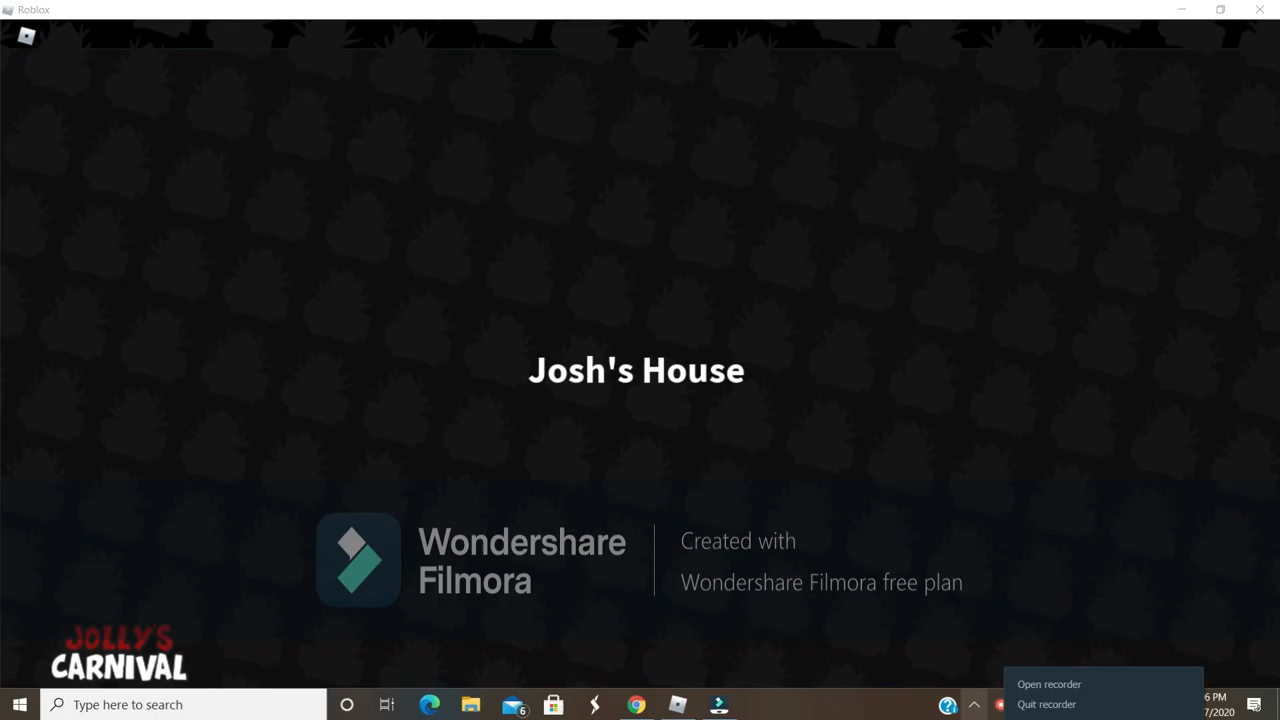 Roblox
Josh's House
Wondershare
Filmora
Created with
Wondershare Filmora free plan
JOLLY'S
CARNIVAL
Open recorder
Quit recorder
Type here to search
6
6 PM
7/2020